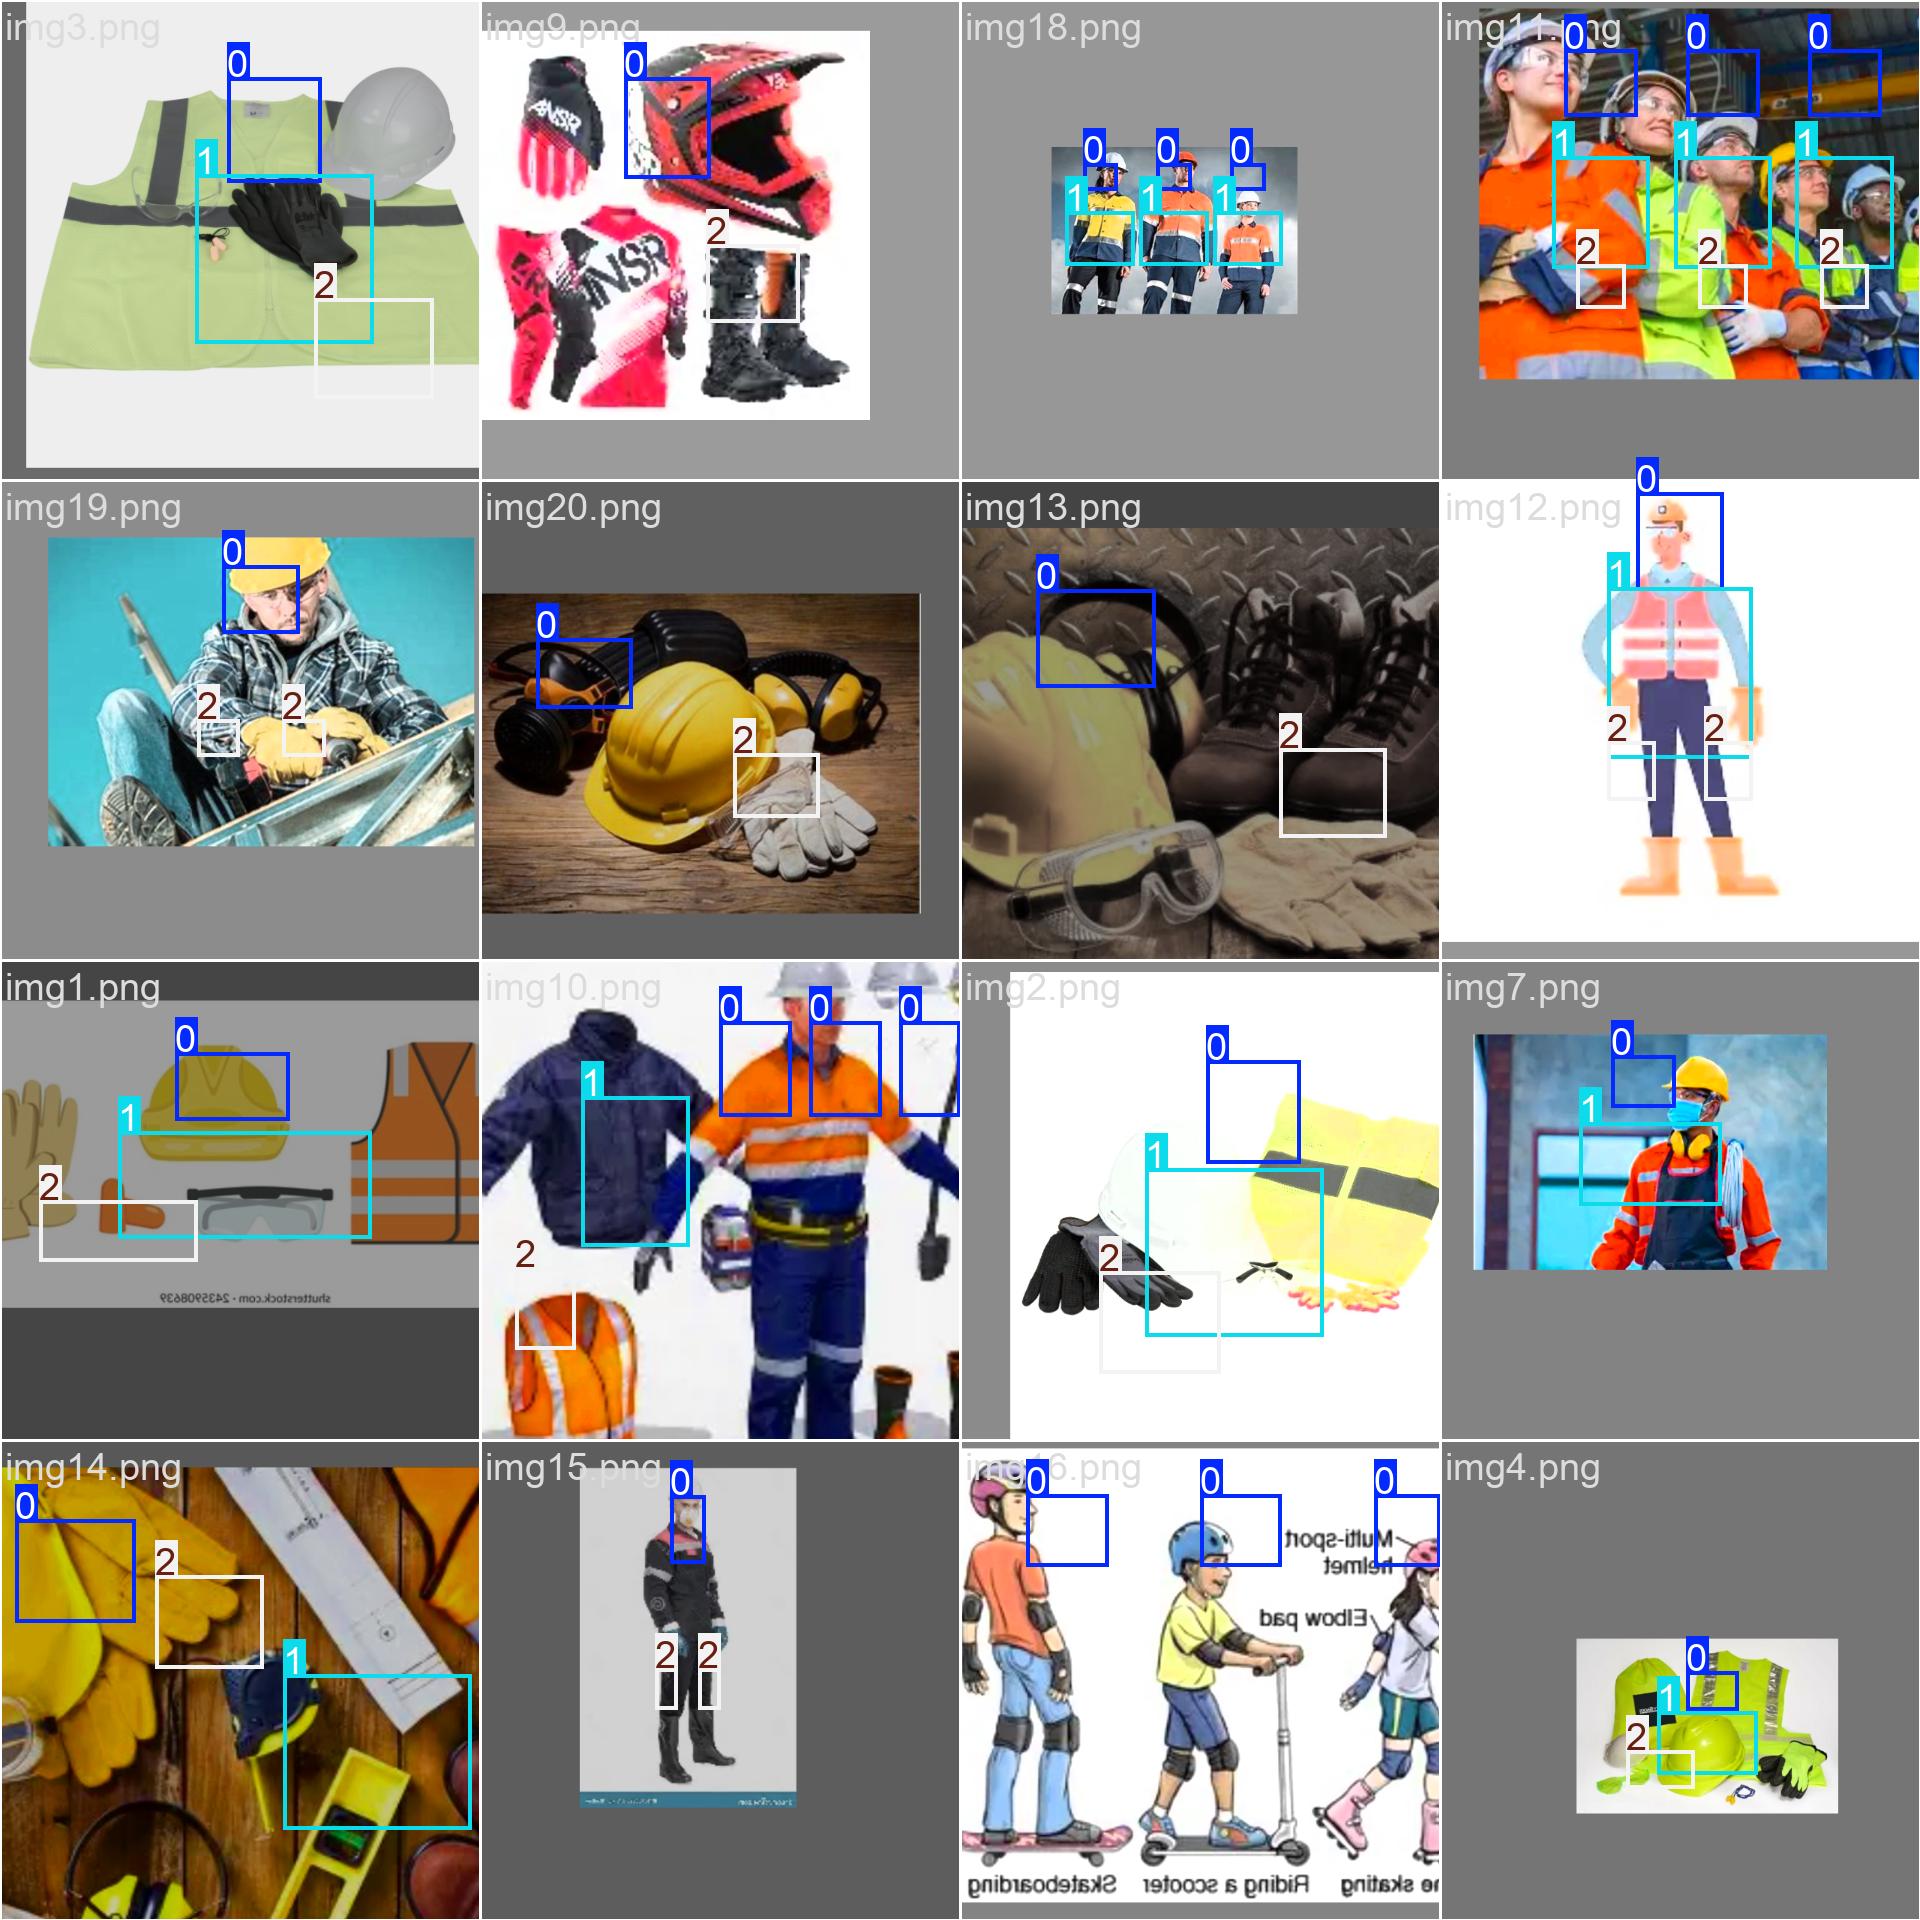 img3.png
0
1
2
img9.png
ANSR
NSR
0
2
img18.png
0
0
0
1
1
1
img11.png
0
0
0
1
1
1
2
2
2
img19.png
0
2
2
img20.png
0
2
img13.png
0
2
img12.png
0
1
2
2
img1.png
0
1
2
shutterstock.com · 2435908639
img10.png
0
0
0
1
2
img2.png
0
1
2
img7.png
0
1
img14.png
0
2
1
img15.png
0
2
2
img16.png
0
0
0
Multi-sport
helmet
Elbow pad
Skateboarding
Riding a scooter
ne skating
img4.png
0
1
2